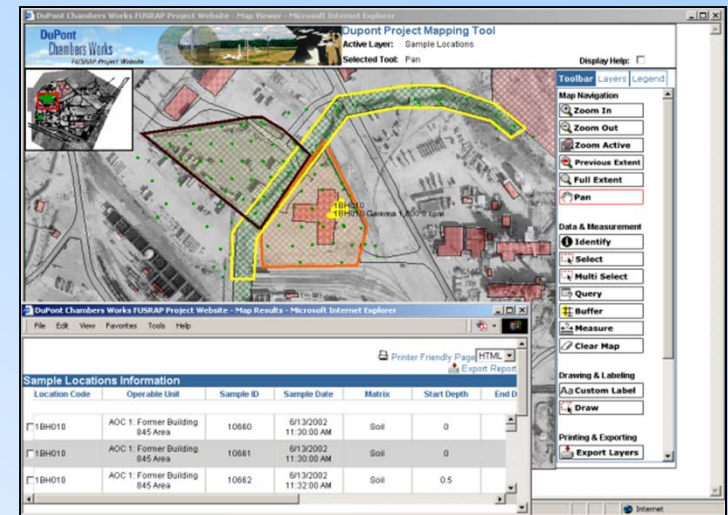 DuPont Chambers Works FUSRAP Project Website - Map Viewer - Microsoft Internet Explorer
DuPont
Chambers Works
FUSRAP Project Website
Dupont Project Mapping Tool
Active Layer: Sample Locations
Selected Tool: Pan
Display Help:
Toolbar Layers Legend
Map Navigation
Zoom In
Zoom Out
Zoom Active
Previous Extent
Full Extent
Pan
Data & Measurement
Identify
Select
Multi Select
Query
Buffer
Measure
Clear Map
Drawing & Labeling
Aa Custom Label
Draw
Printing & Exporting
Export Layers
1BH010
1BH010 Gamma
DuPont Chambers Works FUSRAP Project Website - Map Results - Microsoft Internet Explorer
File Edit View Favorites Tools Help
Printer Friendly Page HTML
Export Report
Sample Locations Information
Location Code Operable Unit Sample ID Sample Date Matrix Start Depth End D
1BH010 AOC 1: Former Building 845 Area 10660 6/13/2002 11:30:00 AM Soil 0
1BH010 AOC 1: Former Building 845 Area 10661 6/13/2002 11:30:00 AM Soil 0
1BH010 AOC 1: Former Building 845 Area 10662 6/13/2002 11:32:00 AM Soil 0.5
Internet